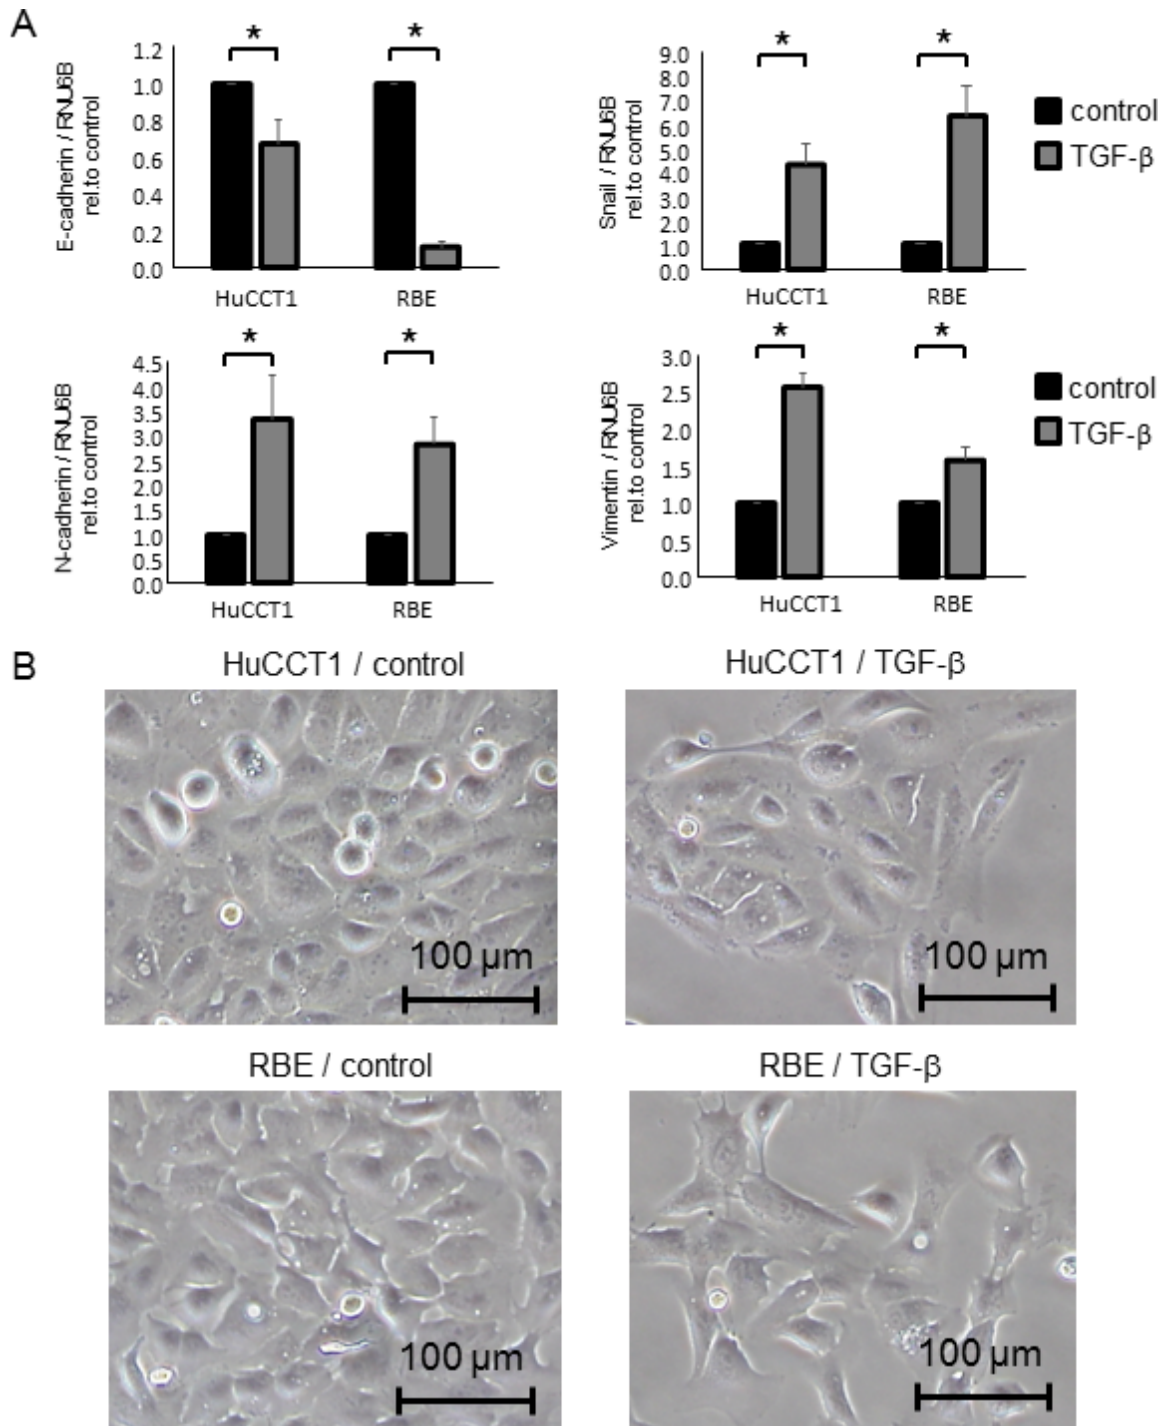 A
E-cadherin / RNU6B
rel.to control
1.2
1.0
0.8
0.6
0.4
0.2
0.0
*
*
HuCCT1
RBE
Snail / RNU6B
rel.to control
9.0
8.0
7.0
6.0
5.0
4.0
3.0
2.0
1.0
0.0
*
*
HuCCT1
RBE
control
TGF-β
N-cadherin / RNU6B
rel.to control
4.5
4.0
3.5
3.0
2.5
2.0
1.5
1.0
0.5
0.0
*
*
HuCCT1
RBE
Vimentin / RNU6B
rel.to control
3.0
2.5
2.0
1.5
1.0
0.5
0.0
*
*
HuCCT1
RBE
control
TGF-β
B
HuCCT1 / control
HuCCT1 / TGF-β
100 µm
100 µm
RBE / control
RBE / TGF-β
100 µm
100 µm